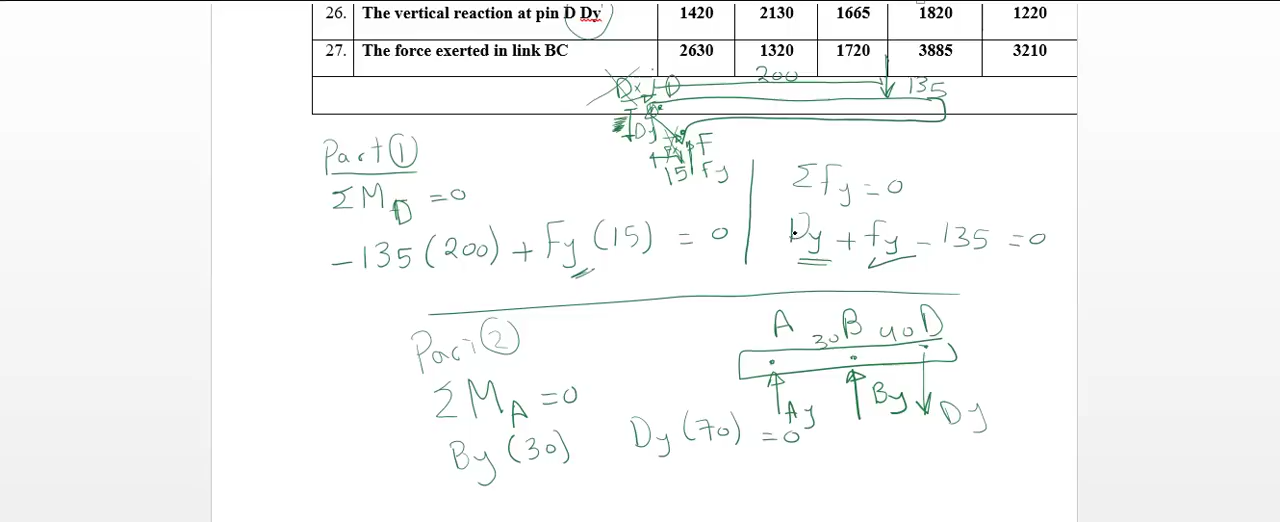 26. The vertical reaction at pin D Dy 1420 2130 1665 1820 1220
27. The force exerted in link BC 2630 1320 1720 3885 3210
200
Dx D 135
Dy F
15 Fy
Part 1
ΣM_D = 0
-135(200) + Fy(15) = 0
ΣFy = 0
Dy + fy - 135 = 0
Part 2
A 30 B 40 D
ΣM_A = 0
Ay By Dy
By(30) Dy(70) = 0